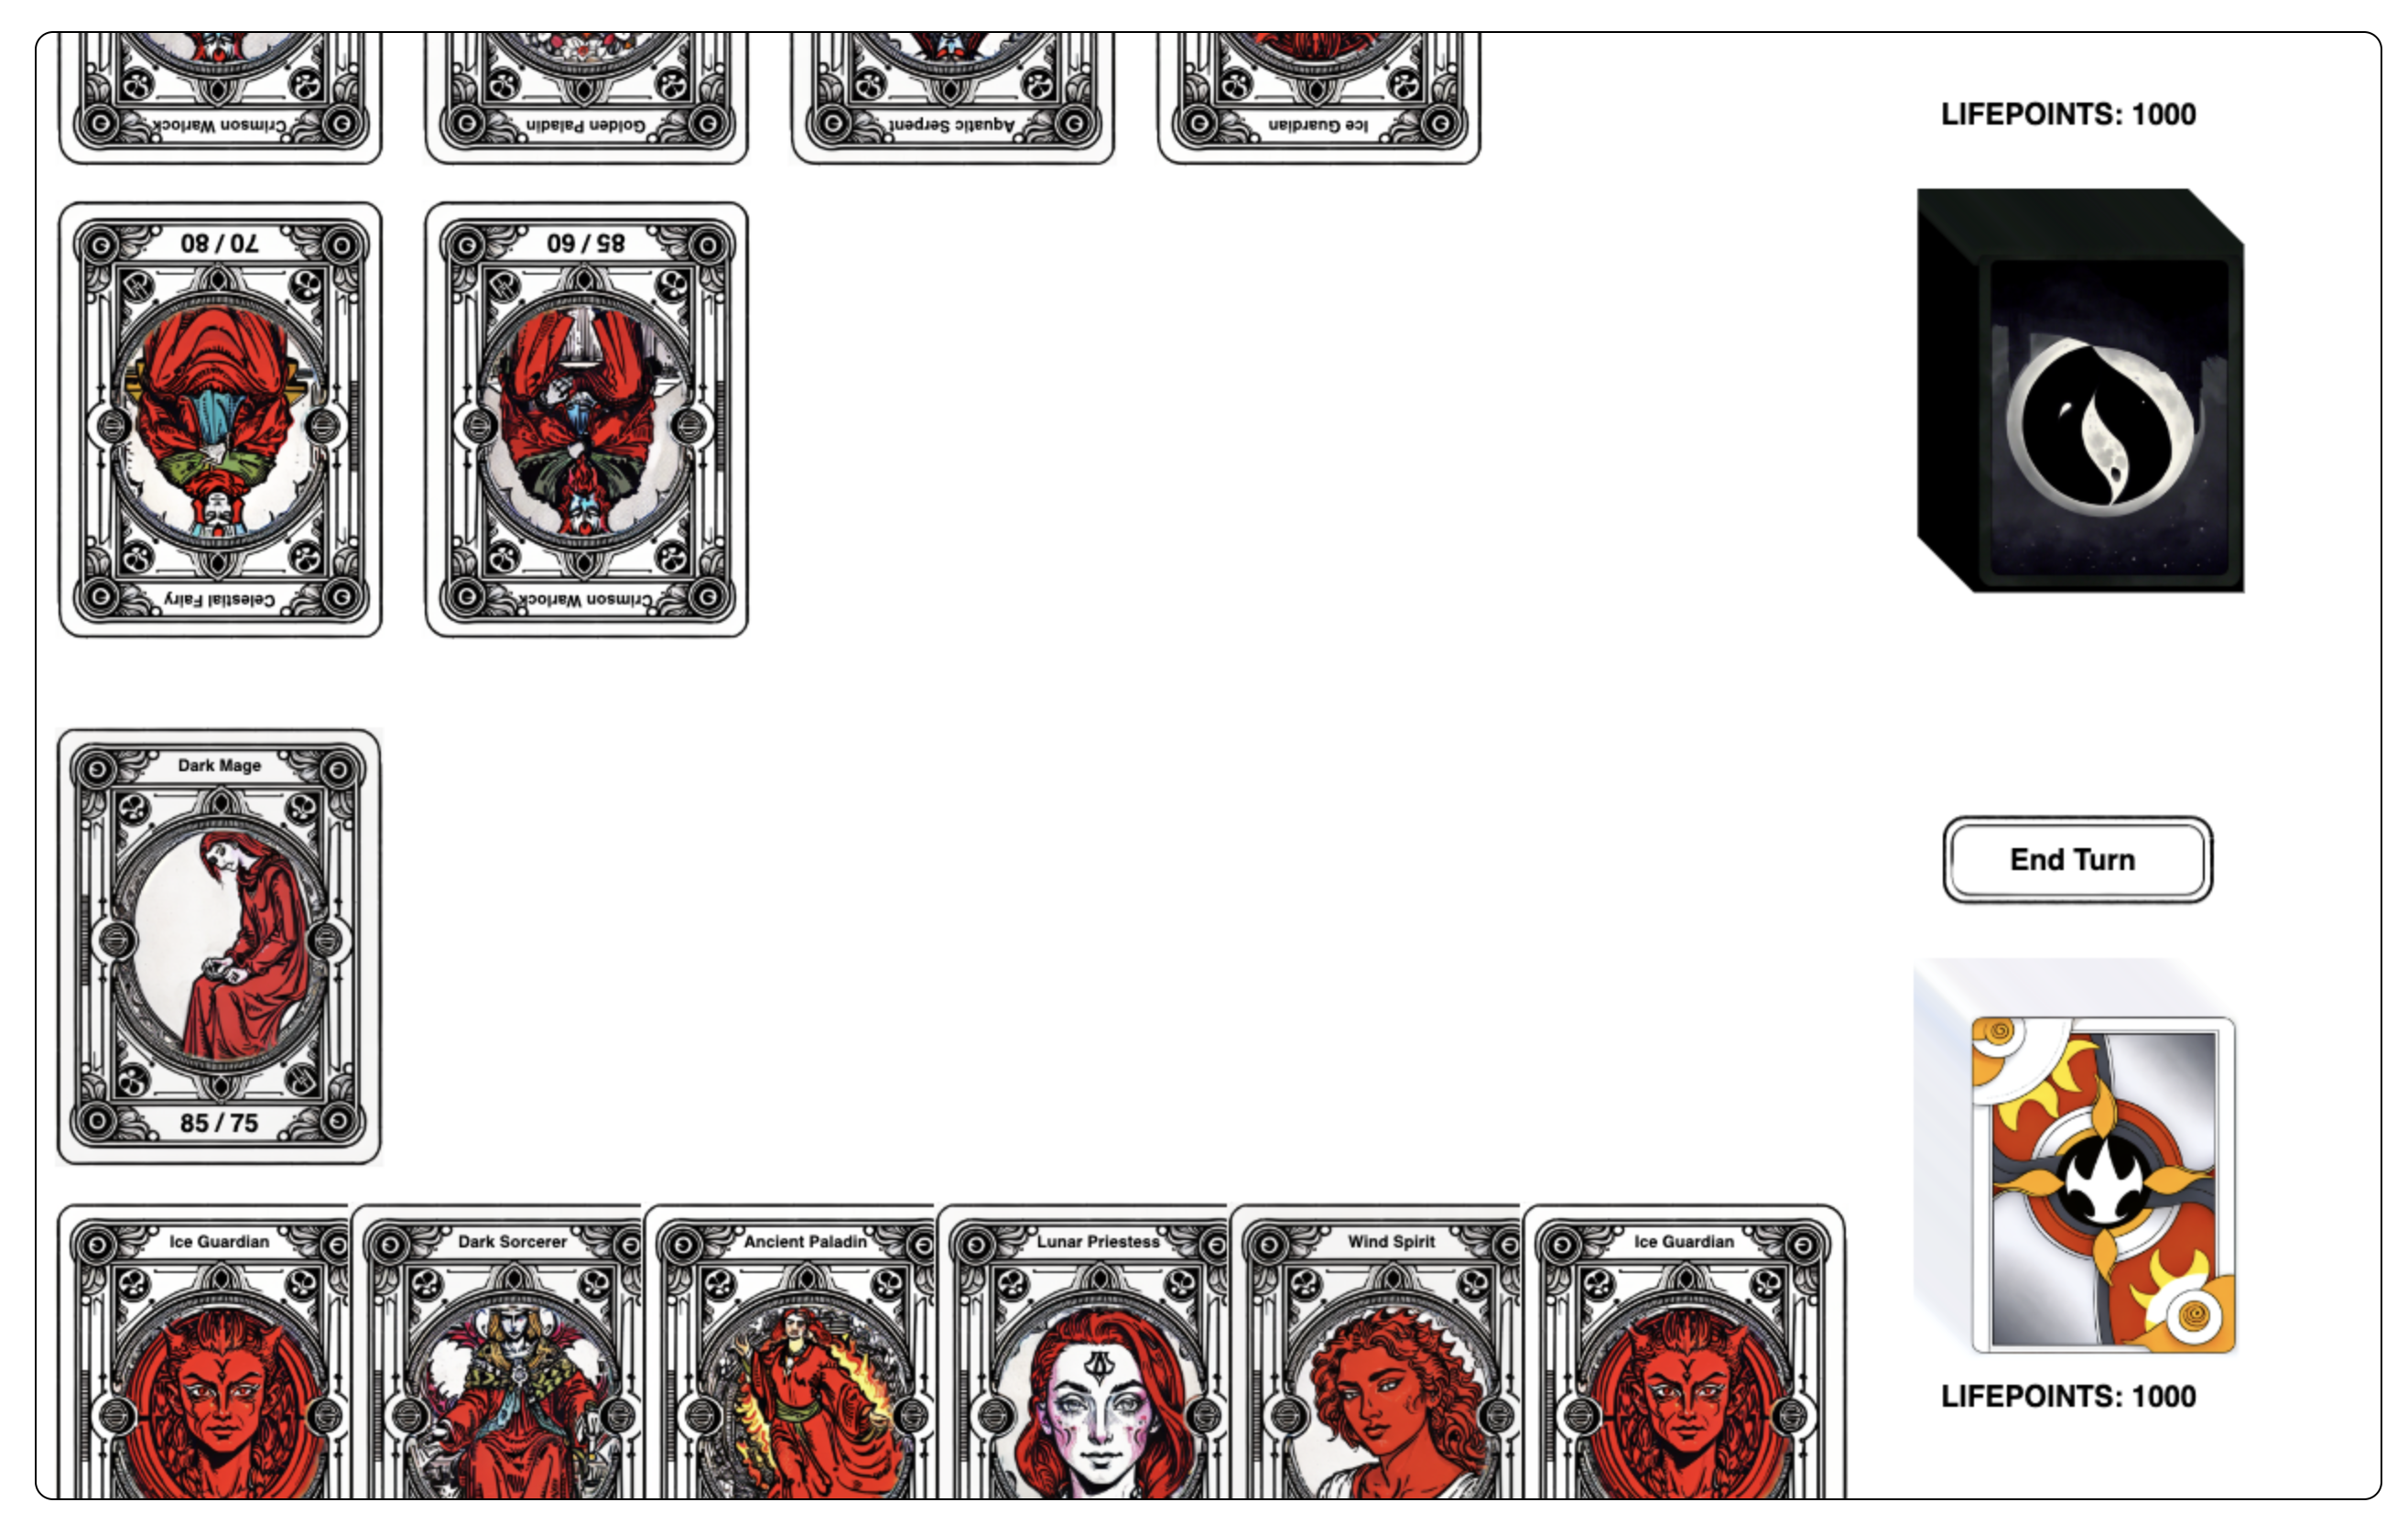 Crimson Warlock
Golden Paladin
Aquatic Serpent
Ice Guardian
LIFEPOINTS: 1000
70 / 80
85 / 60
Celestial Fairy
Crimson Warlock
Dark Mage
85 / 75
End Turn
Ice Guardian
Dark Sorcerer
Ancient Paladin
Lunar Priestess
Wind Spirit
Ice Guardian
LIFEPOINTS: 1000